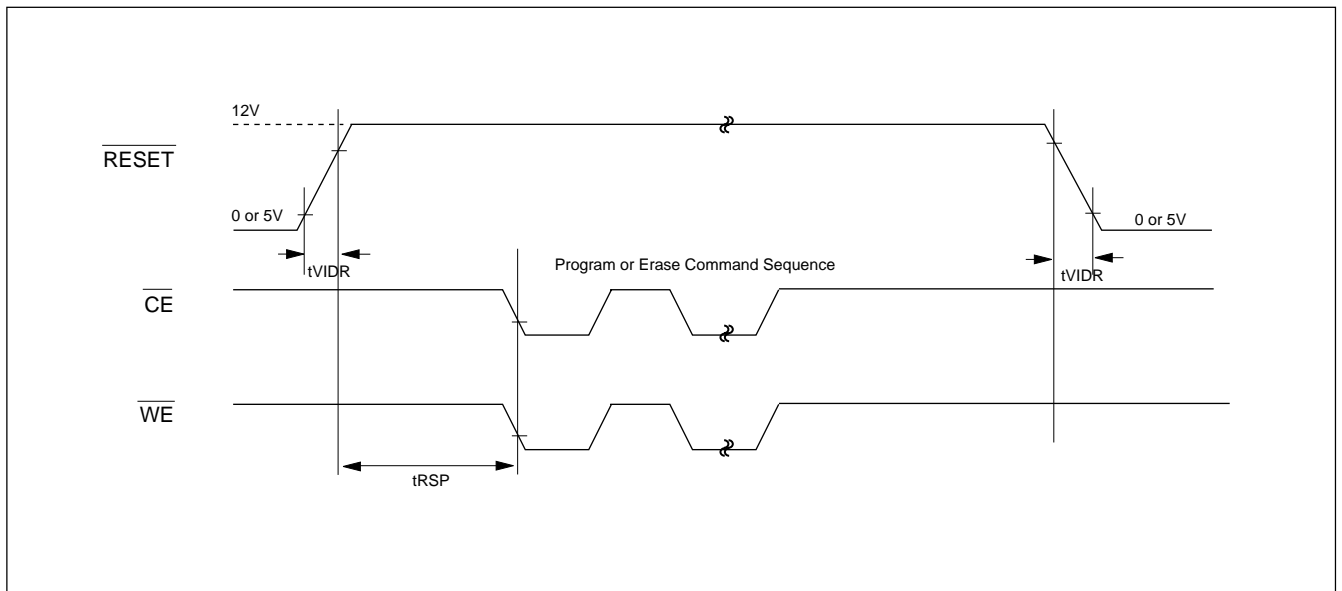 12V
RESET
0 or 5V
0 or 5V
tVIDR
Program or Erase Command Sequence
tVIDR
CE
WE
tRSP